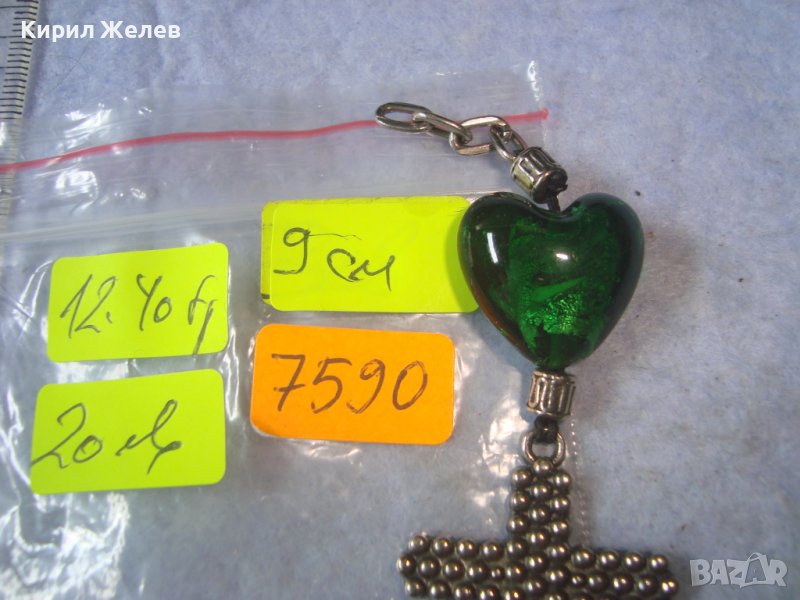 Кирил Желев
9 см
12.40 гр
7590
20 лв
BAZAR